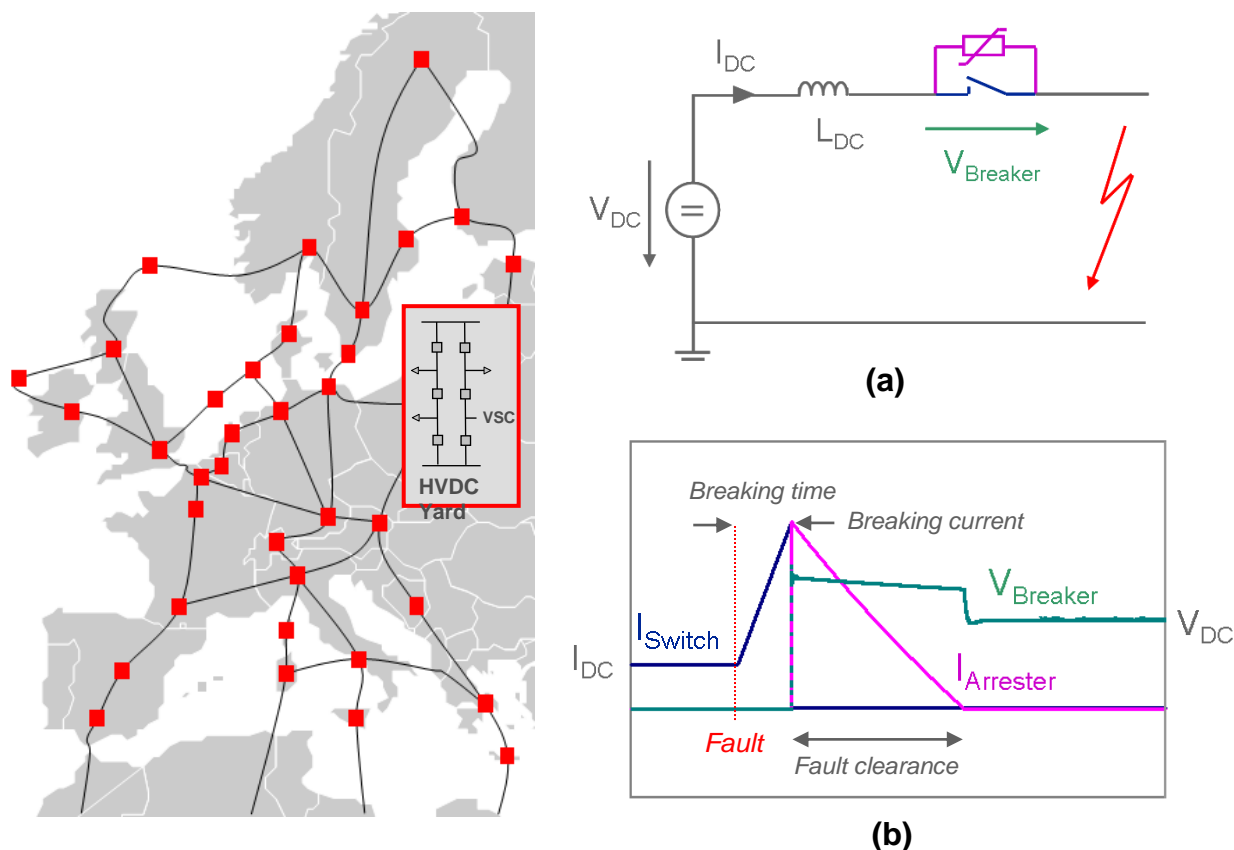 VSC
HVDC
Yard
I_DC
L_DC
V_Breaker
V_DC
=
(a)
Breaking time
Breaking current
V_Breaker
I_Switch
V_DC
I_DC
I_Arrester
Fault
Fault clearance
(b)